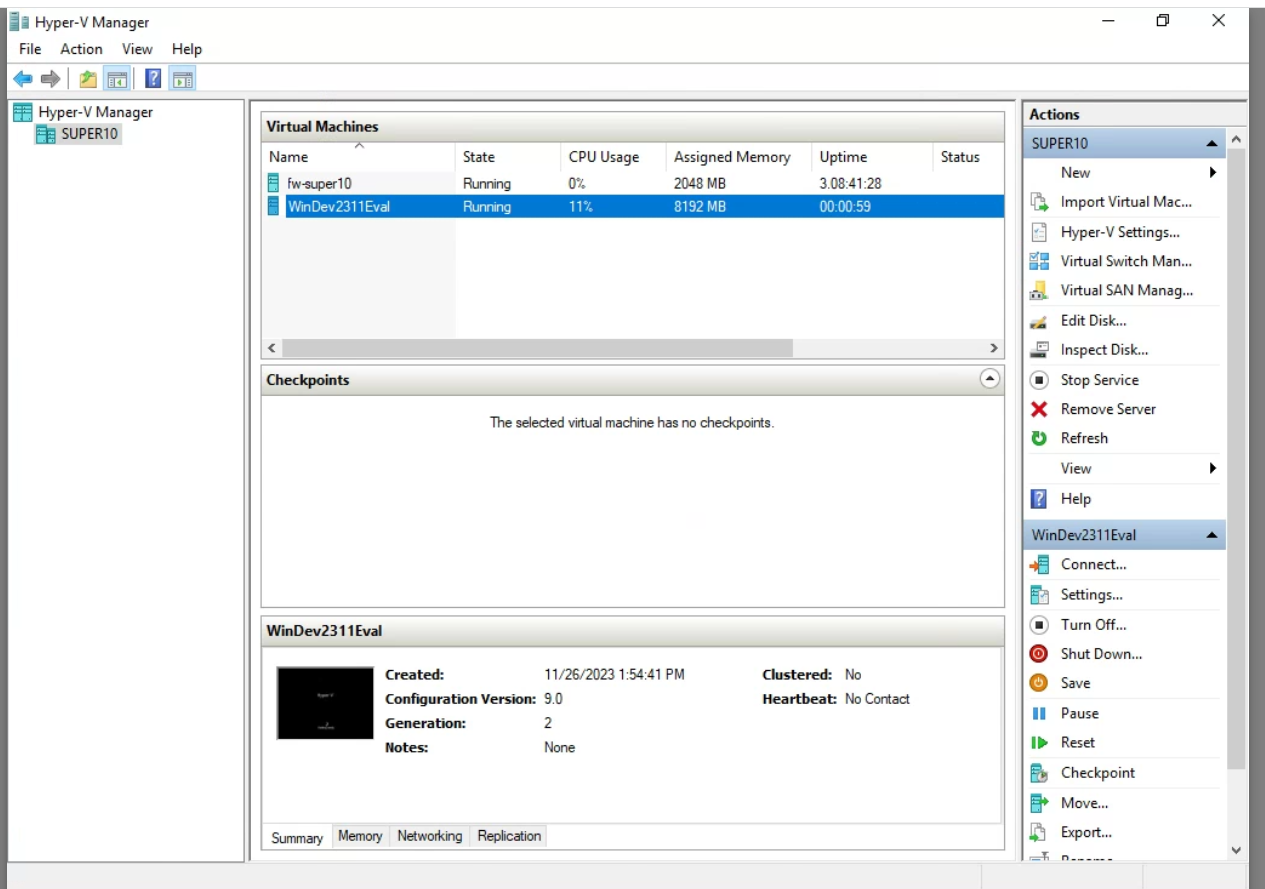 Hyper-V Manager
File Action View Help
Hyper-V Manager
SUPER10
Virtual Machines
Name State CPU Usage Assigned Memory Uptime Status
fw-super10 Running 0% 2048 MB 3.08:41:28
WinDev2311Eval Running 11% 8192 MB 00:00:59
Checkpoints
The selected virtual machine has no checkpoints.
WinDev2311Eval
Created: 11/26/2023 1:54:41 PM Clustered: No
Configuration Version: 9.0 Heartbeat: No Contact
Generation: 2
Notes: None
Summary Memory Networking Replication
Actions
SUPER10
New
Import Virtual Mac...
Hyper-V Settings...
Virtual Switch Man...
Virtual SAN Manag...
Edit Disk...
Inspect Disk...
Stop Service
Remove Server
Refresh
View
Help
WinDev2311Eval
Connect...
Settings...
Turn Off...
Shut Down...
Save
Pause
Reset
Checkpoint
Move...
Export...